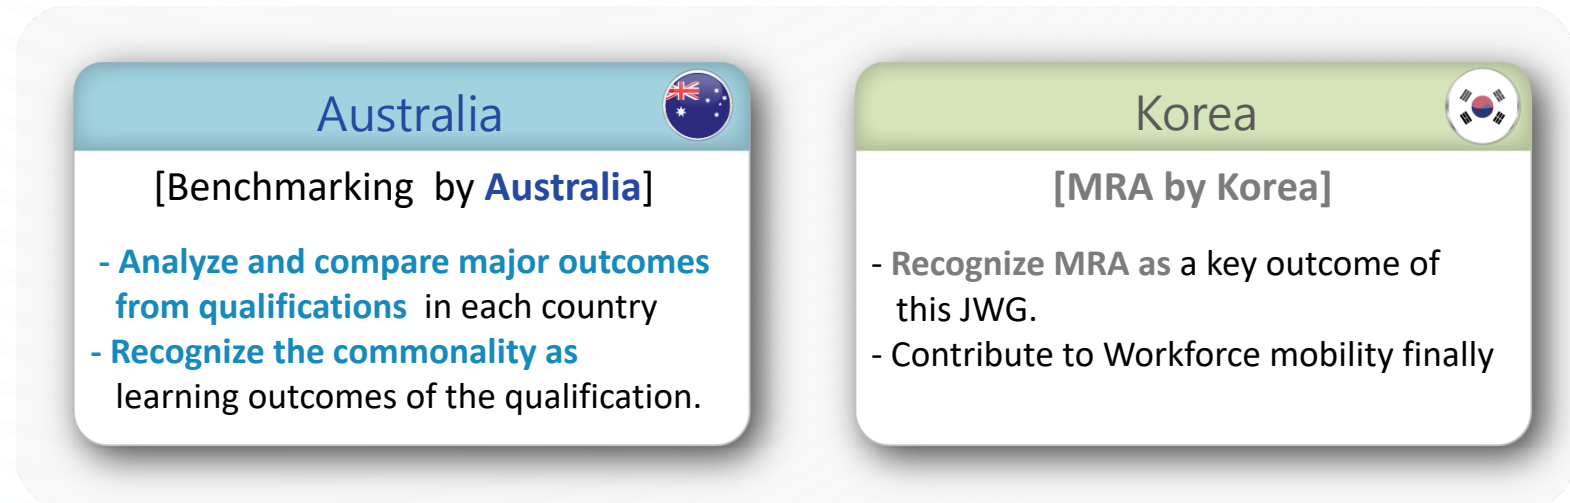 Australia
[Benchmarking by Australia]
- Analyze and compare major outcomes
from qualifications in each country
- Recognize the commonality as
learning outcomes of the qualification.
Korea
[MRA by Korea]
- Recognize MRA as a key outcome of
this JWG.
- Contribute to Workforce mobility finally